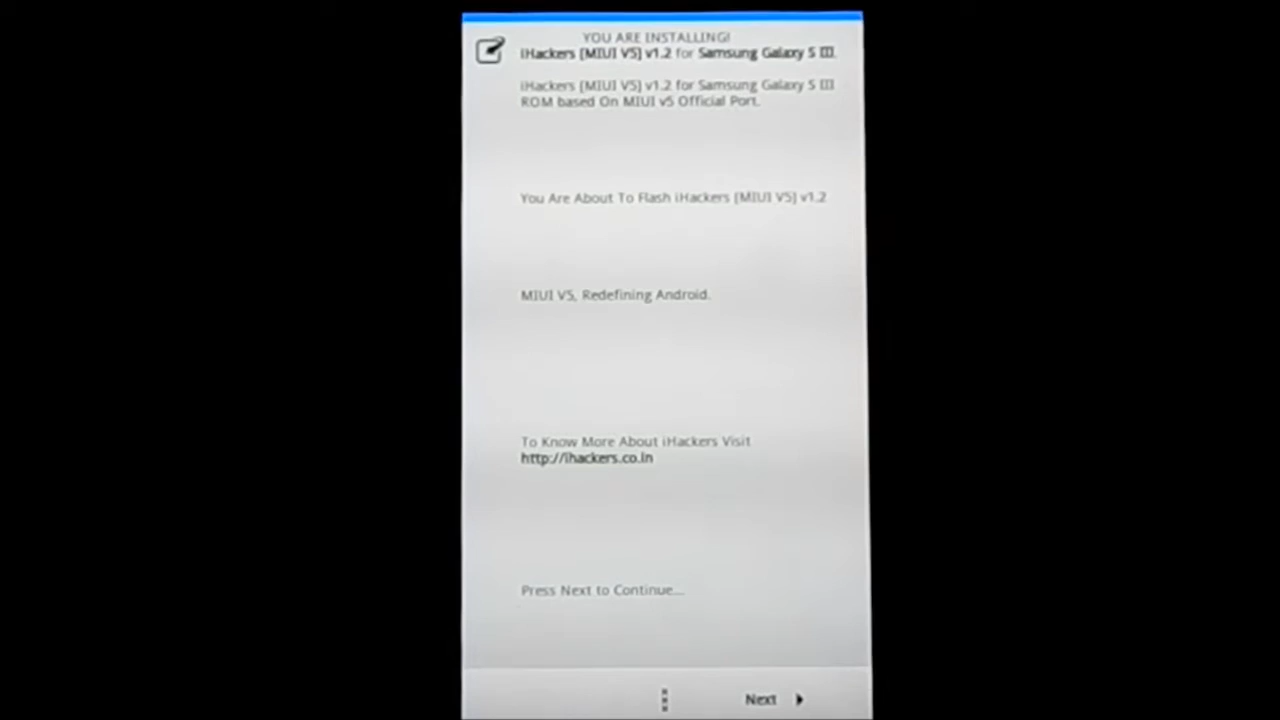 YOU ARE INSTALLING!
iHackers [MIUI V5] v1.2 for Samsung Galaxy S III.
iHackers [MIUI V5] v1.2 for Samsung Galaxy S III
ROM based On MIUI v5 Official Port.
You Are About To Flash iHackers [MIUI V5] v1.2
MIUI V5, Redefining Android.
To Know More About iHackers Visit
http://ihackers.co.in
Press Next to Continue...
Next